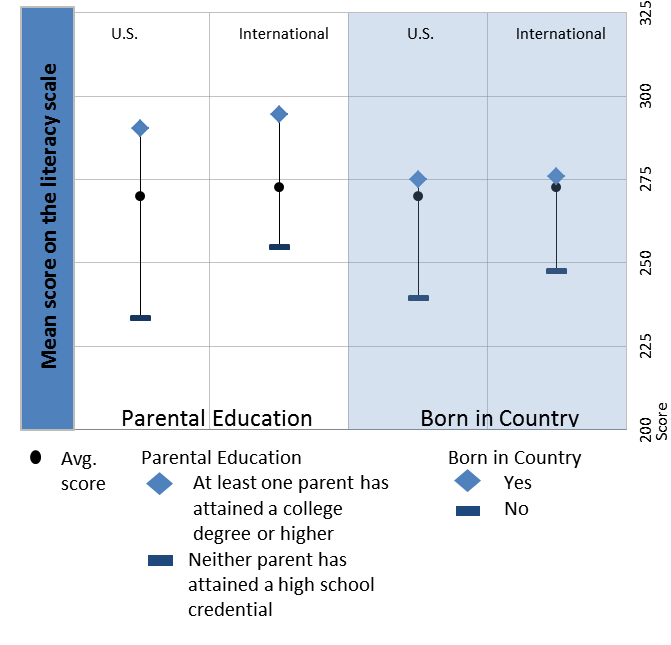 Mean score on the literacy scale
U.S.
International
U.S.
International
325
300
275
250
225
200
Score
Parental Education
Born in Country
Avg.
score
Parental Education
At least one parent has
attained a college
degree or higher
Neither parent has
attained a high school
credential
Born in Country
Yes
No